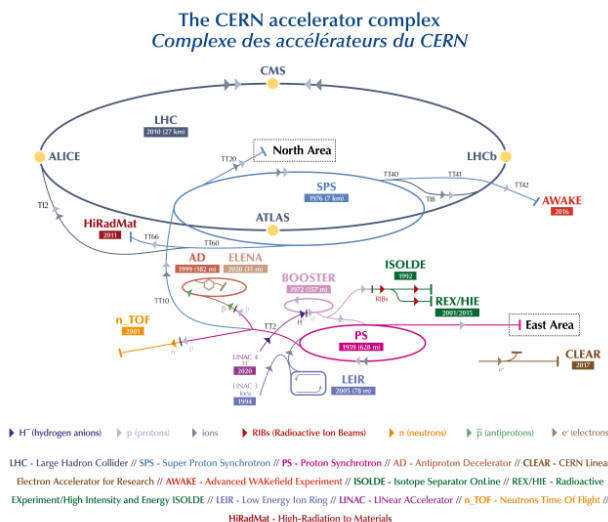 The CERN accelerator complex
Complexe des accélérateurs du CERN
CMS
LHC
2010 (27 km)
North Area
ALICE
LHCb
TT20
TT40
TT41
SPS
1976 (7 km)
TI8
TT42
TI2
AWAKE
2016
HiRadMat
2011
ATLAS
TT66
TT60
AD
1999 (182 m)
ELENA
2020 (31 m)
ISOLDE
1992
BOOSTER
1972 (157 m)
RIBs
REX/HIE
2001/2015
TT10
p
p
H⁻
n_TOF
2001
TT2
East Area
PS
1959 (628 m)
n
p
LINAC 4
H⁻
2020
CLEAR
2017
e⁻
LINAC 3
Ions
1994
LEIR
2005 (78 m)
H⁻ (hydrogen anions)
p (protons)
ions
RIBs (Radioactive Ion Beams)
n (neutrons)
p̅ (antiprotons)
e⁻ (electrons
LHC - Large Hadron Collider // SPS - Super Proton Synchrotron // PS - Proton Synchrotron // AD - Antiproton Decelerator // CLEAR - CERN Linear
Electron Accelerator for Research // AWAKE - Advanced WAKefield Experiment // ISOLDE - Isotope Separator OnLine // REX/HIE - Radioactive
EXperiment/High Intensity and Energy ISOLDE // LEIR - Low Energy Ion Ring // LINAC - LINear ACcelerator // n_TOF - Neutrons Time Of Flight //
HiRadMat - High-Radiation to Materials